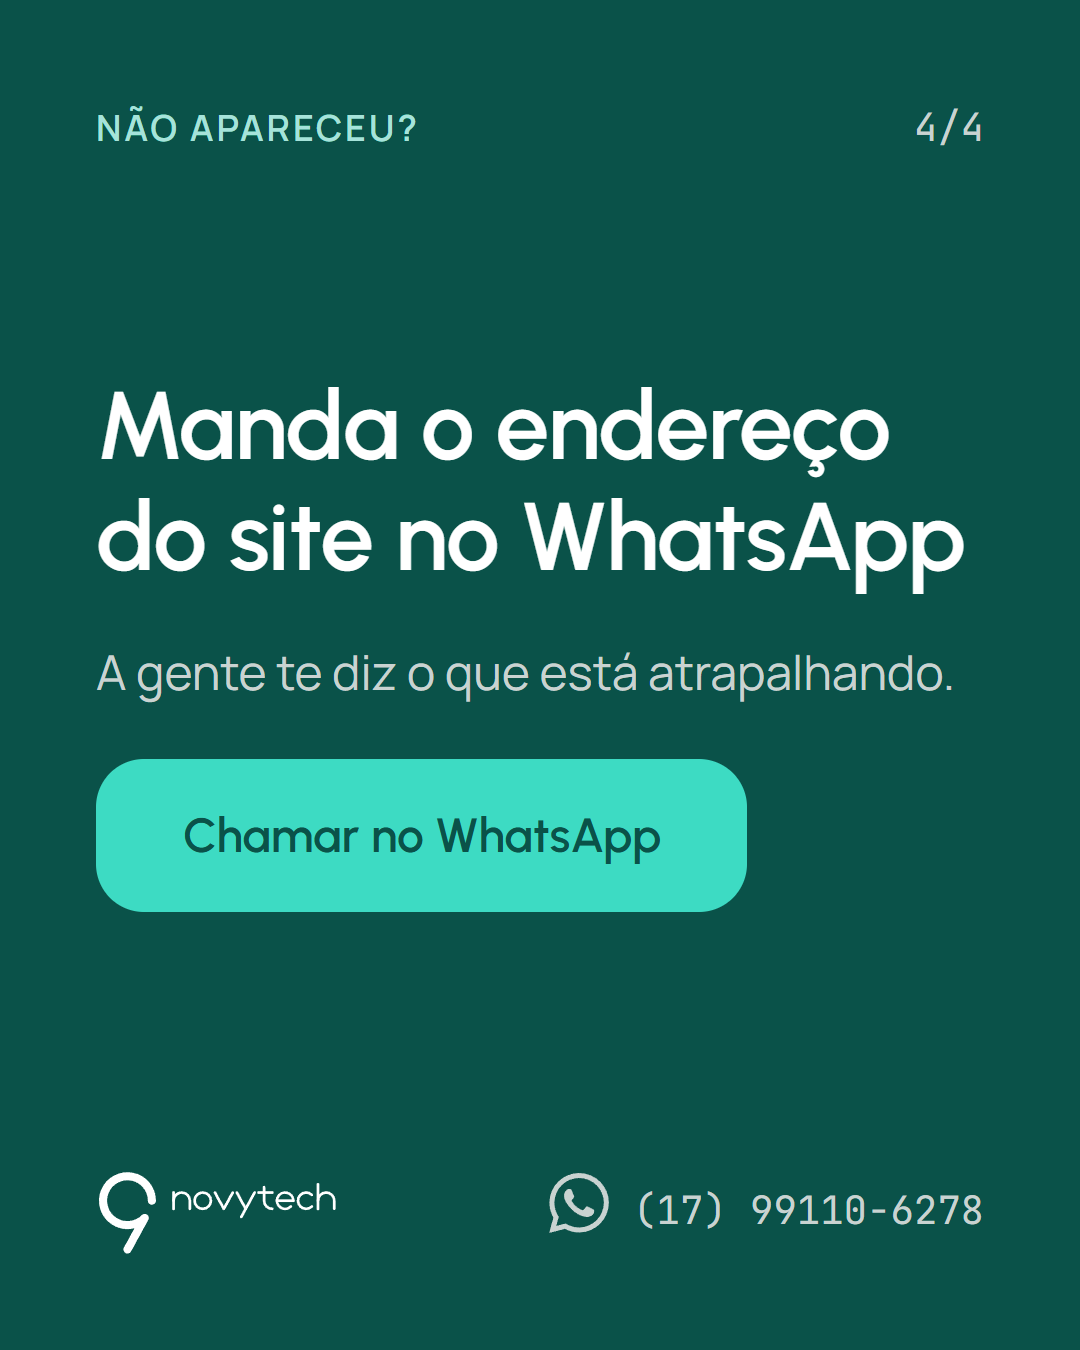 NÃO APARECEU?
4/4
Manda o endereço
do site no WhatsApp
A gente te diz o que está atrapalhando.
Chamar no WhatsApp
novytech
(17) 99110-6278